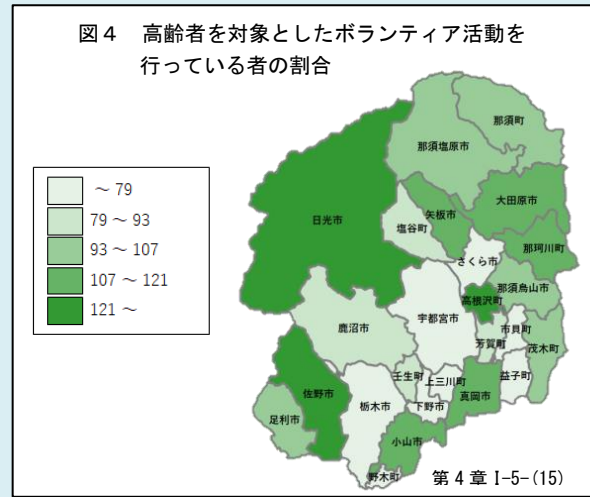 図4 高齢者を対象としたボランティア活動を
行っている者の割合
～ 79
79 ～ 93
93 ～ 107
107 ～ 121
121 ～
那須町
那須塩原市
大田原市
矢板市
日光市
塩谷町
那珂川町
さくら市
那須烏山市
高根沢町
宇都宮市
市貝町
鹿沼市
芳賀町
茂木町
壬生町
上三川町
益子町
佐野市
真岡市
栃木市
下野市
足利市
小山市
野木町
第4章 I-5-(15)